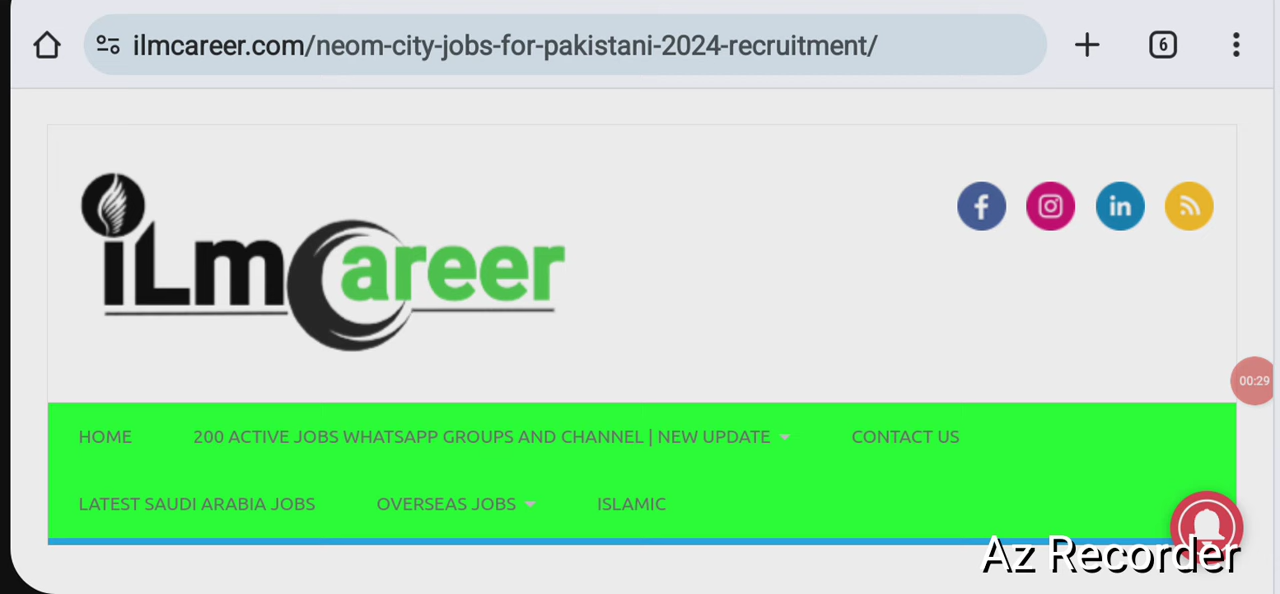 ilmcareer.com/neom-city-jobs-for-pakistani-2024-recruitment/
6
iLmCareer
f
in
00:29
HOME
200 ACTIVE JOBS WHATSAPP GROUPS AND CHANNEL | NEW UPDATE
CONTACT US
LATEST SAUDI ARABIA JOBS
OVERSEAS JOBS
ISLAMIC
Az Recorder